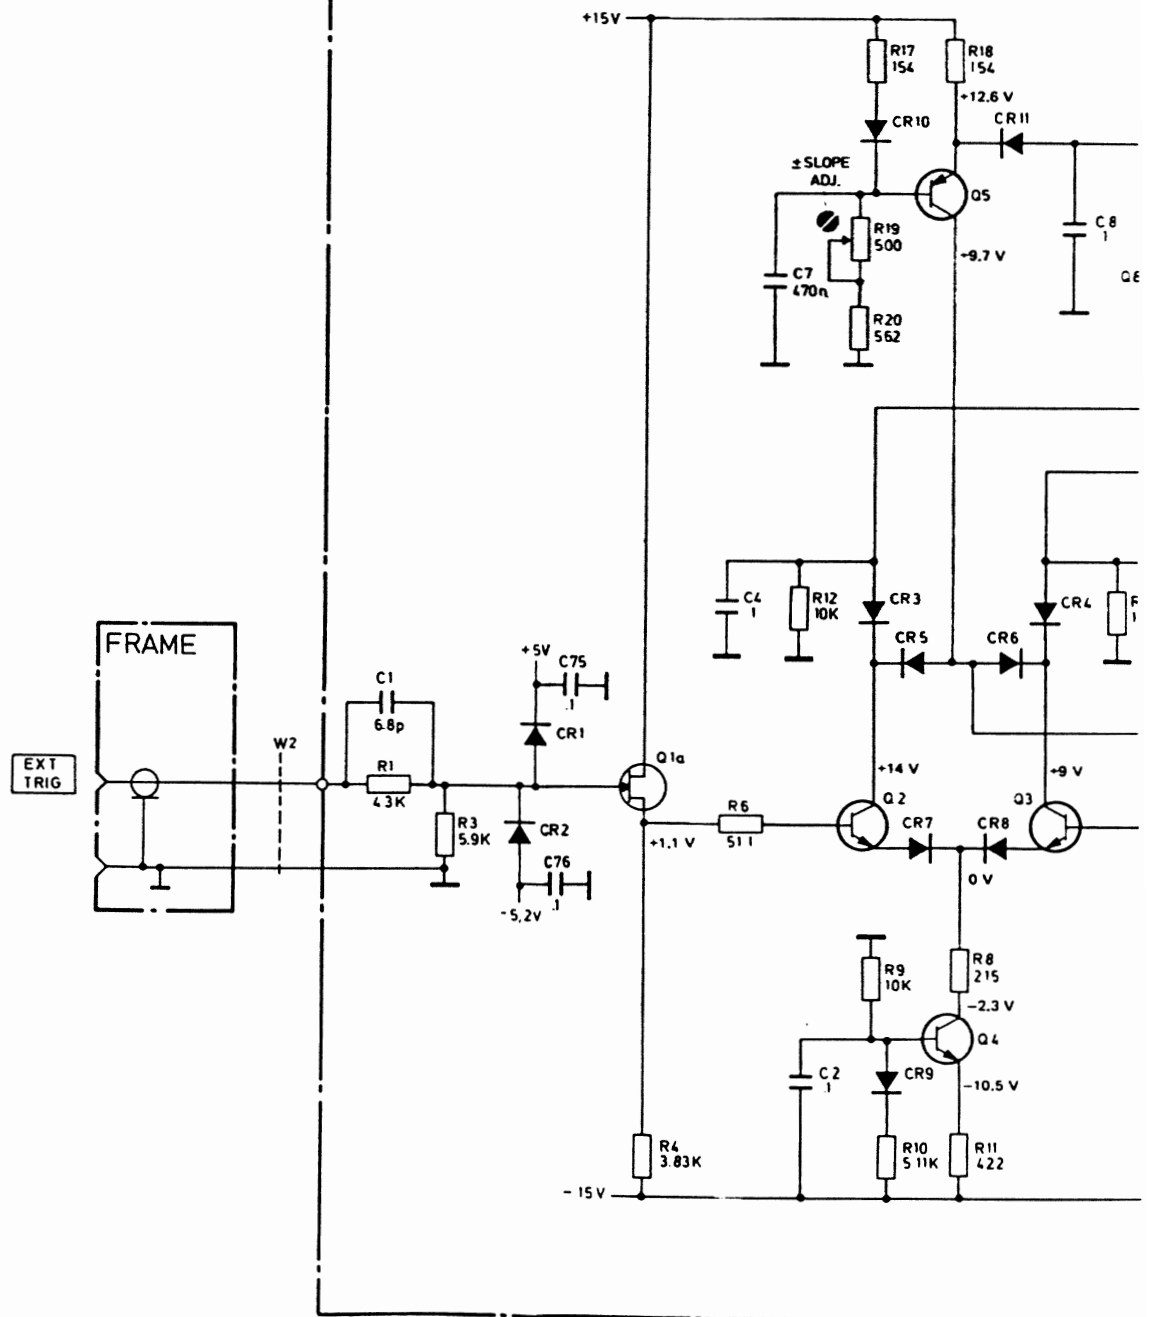 +15V
R17
154
R18
154
+12.6 V
CR10
CR11
± SLOPE
ADJ.
Q5
R19
500
C8
1
+9.7 V
C7
470n
R20
562
C4
1
R12
10K
CR3
CR4
CR5
CR6
FRAME
+5V
C75
.1
C1
6.8p
CR1
W2
EXT
TRIG
Q1a
R1
43K
+14 V
+9 V
R6
511
Q2
Q3
CR7
CR8
R3
5.9K
CR2
+1.1 V
C76
.1
0 V
-5,2V
R9
10K
R8
215
-2.3 V
Q4
C2
.1
CR9
-10.5 V
R4
3.83K
R10
5 11K
R11
422
-15V